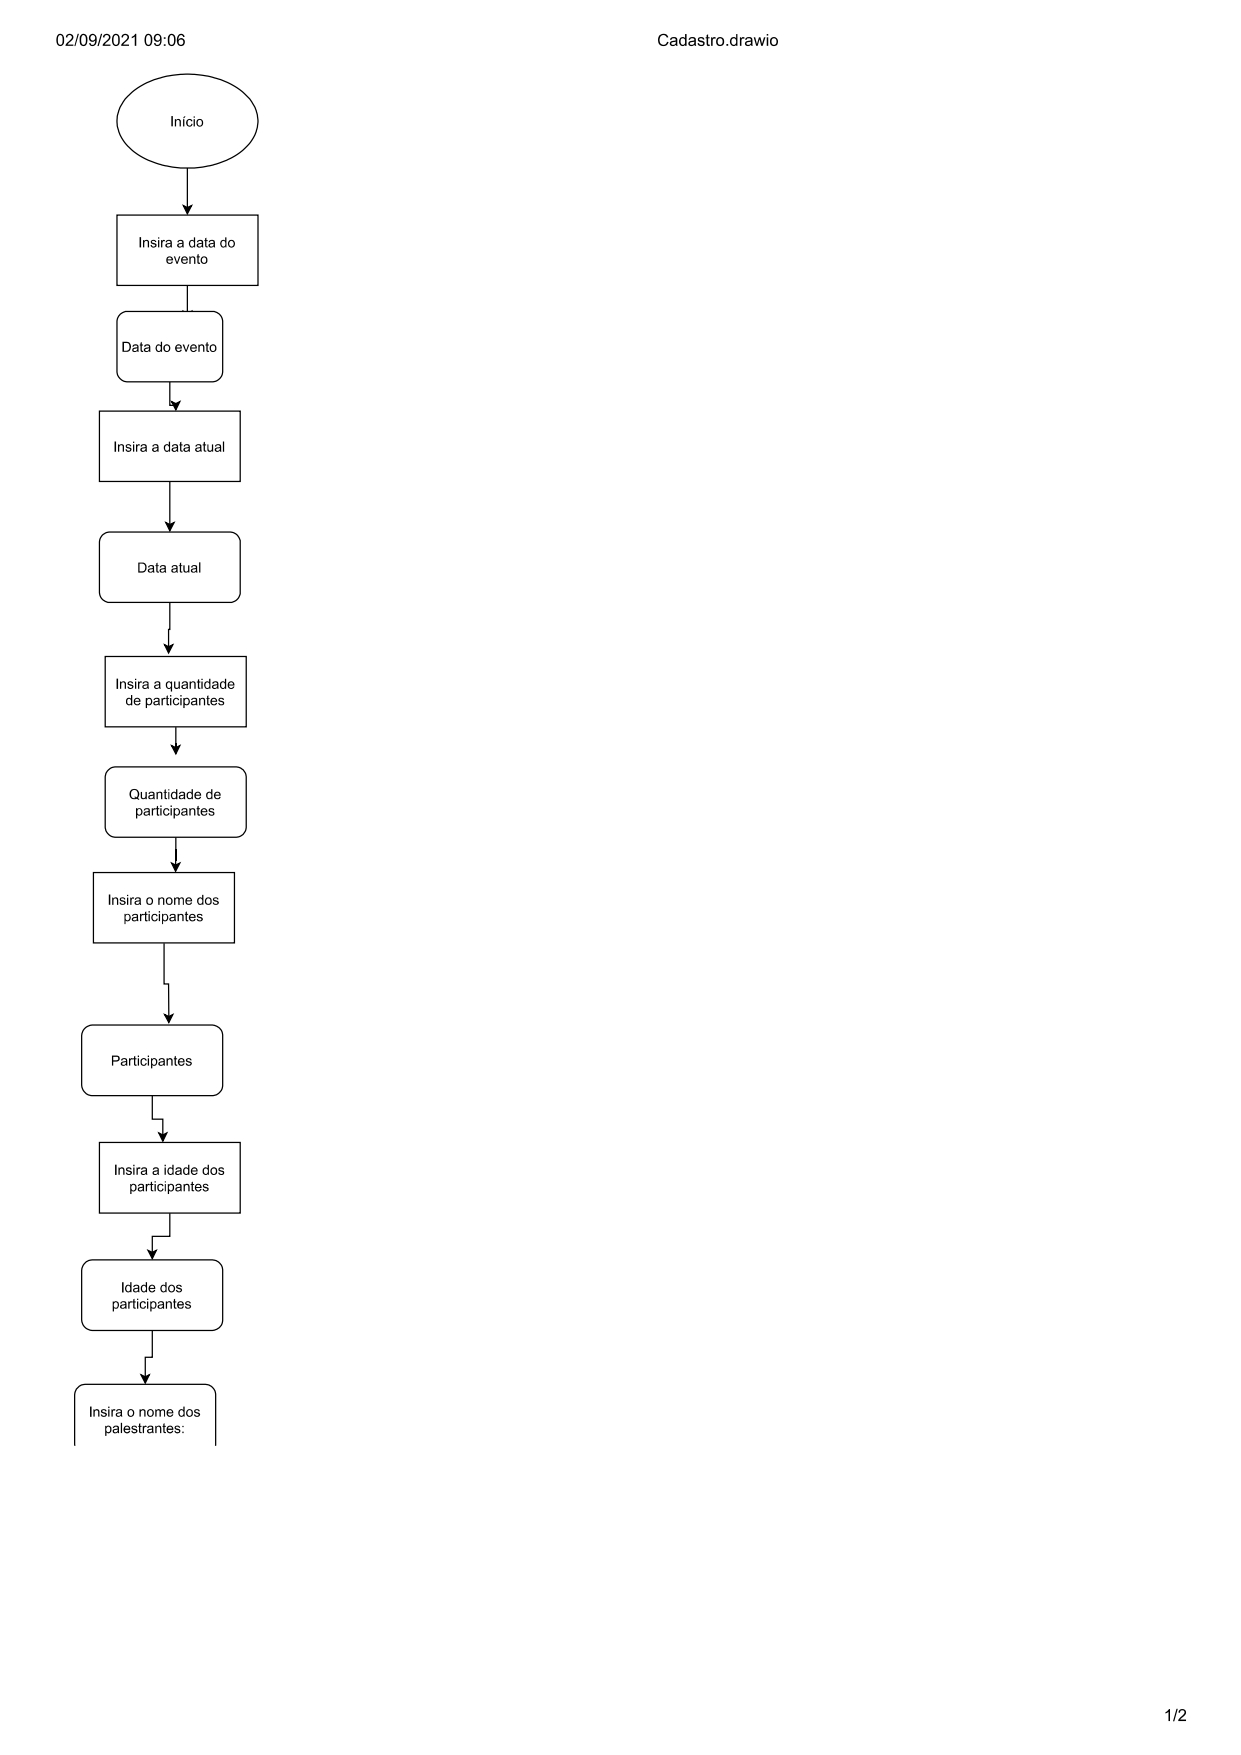 02/09/2021 09:06
Cadastro.drawio
Início
Insira a data do
evento
Data do evento
Insira a data atual
Data atual
Insira a quantidade
de participantes
Quantidade de
participantes
Insira o nome dos
participantes
Participantes
Insira a idade dos
participantes
Idade dos
participantes
Insira o nome dos
palestrantes:
1/2